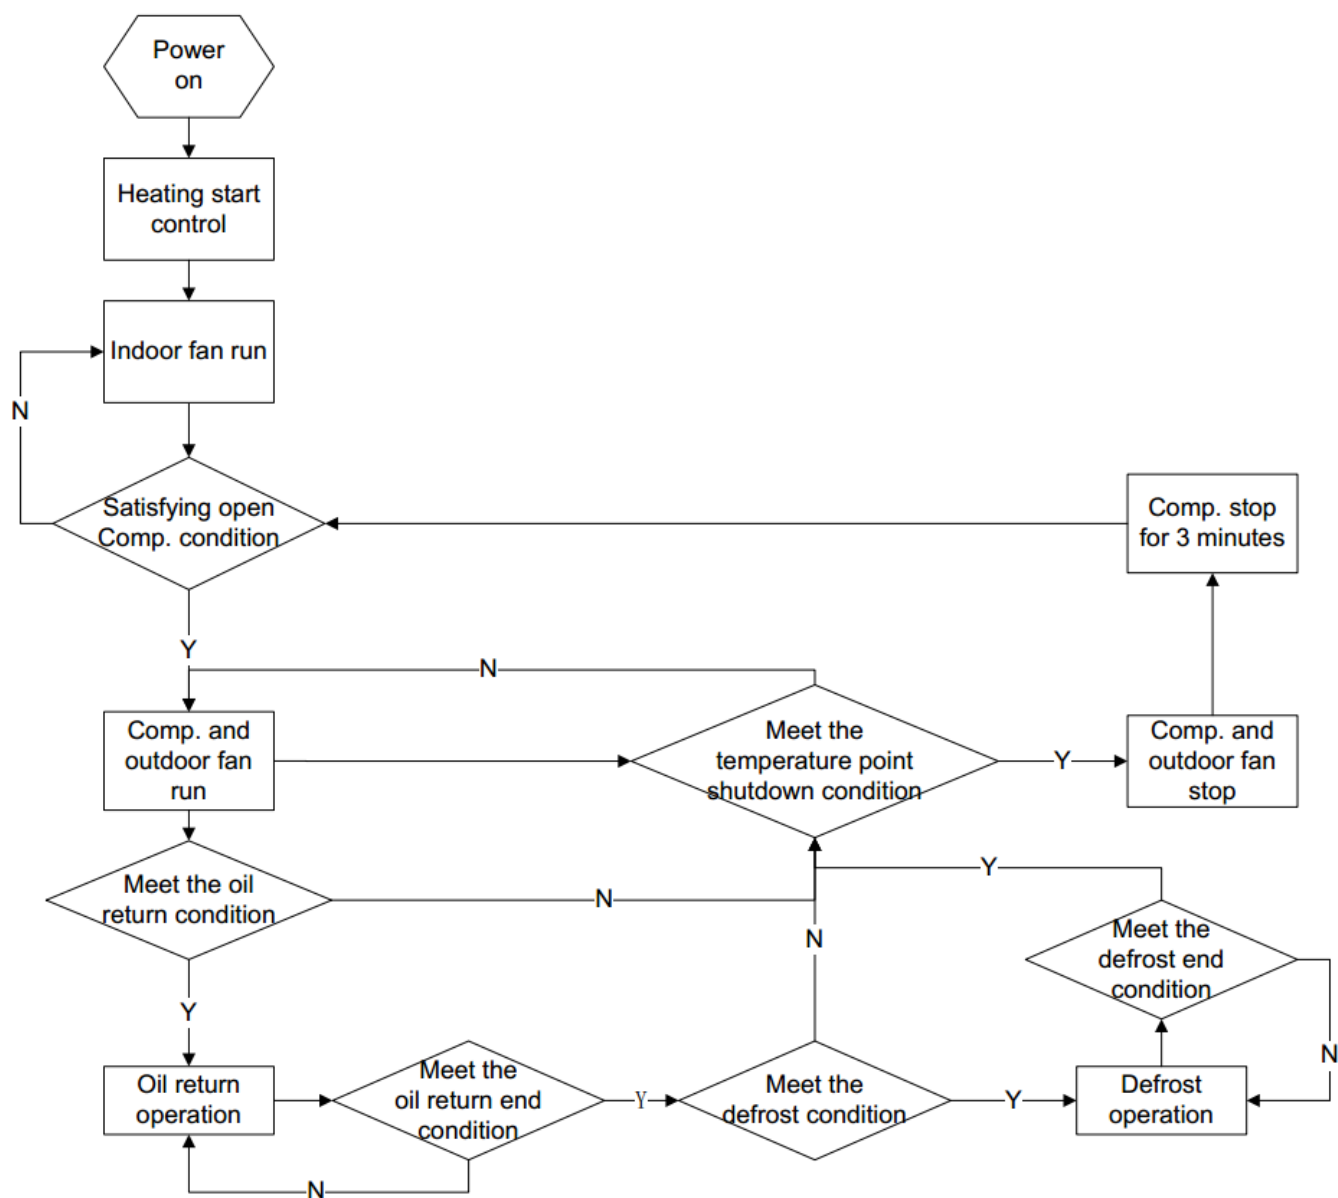 Power
on
Heating start
control
Indoor fan run
N
Satisfying open
Comp. condition
Comp. stop
for 3 minutes
Y
N
Comp. and
outdoor fan
run
Meet the
temperature point
shutdown condition
Y
Comp. and
outdoor fan
stop
Meet the oil
return condition
N
Y
N
Meet the
defrost end
condition
Y
N
Oil return
operation
Meet the
oil return end
condition
Y
Meet the
defrost condition
Y
Defrost
operation
N